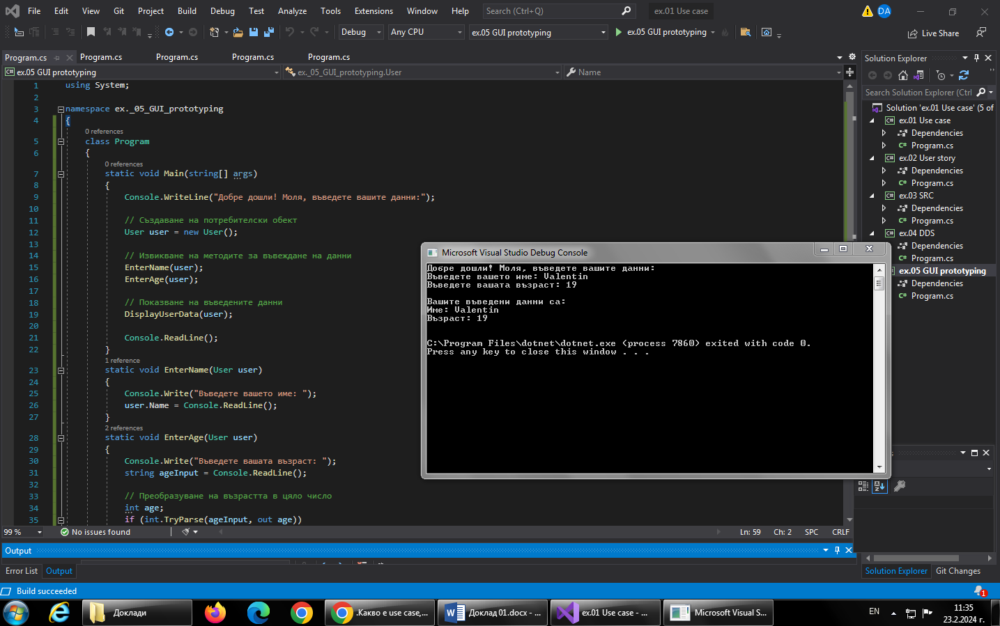 File Edit View Git Project Build Debug Test Analyze Tools Extensions Window Help Search (Ctrl+Q) ex.01 Use case DA
Debug Any CPU ex.05 GUI prototyping ex.05 GUI prototyping Live Share
Program.cs Program.cs Program.cs Program.cs Program.cs
ex.05 GUI prototyping ex._05_GUI_prototyping.User Name
1 using System;
2
3 namespace ex._05_GUI_prototyping
4 {
0 references
5 class Program
6 {
0 references
7 static void Main(string[] args)
8 {
9 Console.WriteLine("Добре дошли! Моля, въведете вашите данни:");
10
11 // Създаване на потребителски обект
12 User user = new User();
13
14 // Извикване на методите за въвеждане на данни
15 EnterName(user);
16 EnterAge(user);
17
18 // Показване на въведените данни
19 DisplayUserData(user);
20
21 Console.ReadLine();
22 }
1 reference
23 static void EnterName(User user)
24 {
25 Console.Write("Въведете вашето име: ");
26 user.Name = Console.ReadLine();
27 }
2 references
28 static void EnterAge(User user)
29 {
30 Console.Write("Въведете вашата възраст: ");
31 string ageInput = Console.ReadLine();
32
33 // Преобразуване на възрастта в цяло число
34 int age;
35 if (int.TryParse(ageInput, out age))
99 % No issues found Ln: 59 Ch: 2 SPC CRLF
Output
Error List Output
Build succeeded
Microsoft Visual Studio Debug Console
Добре дошли! Моля, въведете вашите данни:
Въведете вашето име: Valentin
Въведете вашата възраст: 19
Вашите въведени данни са:
Име: Valentin
Възраст: 19
C:\Program Files\dotnet\dotnet.exe (process 7860) exited with code 0.
Press any key to close this window . . .
Solution Explorer
Search Solution Explorer (Ctrl
Solution 'ex.01 Use case' (5 of
ex.01 Use case
Dependencies
C# Program.cs
ex.02 User story
Dependencies
C# Program.cs
ex.03 SRC
Dependencies
C# Program.cs
ex.04 DDS
Dependencies
C# Program.cs
ex.05 GUI prototyping
Dependencies
C# Program.cs
Solution Explorer Git Changes
1
Доклади .Какво е use case,... Доклад 01.docx - ... ex.01 Use case - ... Microsoft Visual S... EN
11:35
23.2.2024 г.